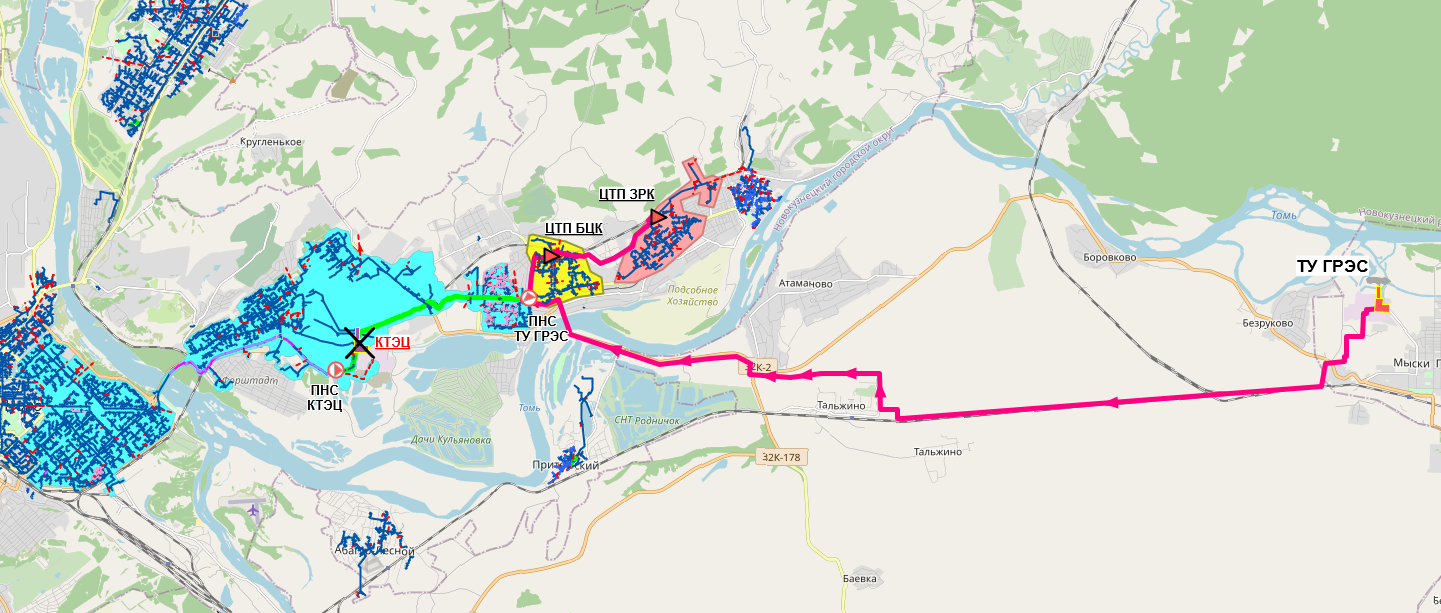 Кругленькое
Новокузнецкий городской округ
ЦТП ЗРК
ЦТП БЦК
Томь
Новокузнецкий р
Боровково
ТУ ГРЭС
Подсобное
Хозяйство
Атаманово
Безруково
ПНС
ТУ ГРЭС
КТЭЦ
Мыски
32К-2
Форштадт
ПНС
КТЭЦ
Томь
Тальжино
СНТ Родничок
Дачи Кульяновка
Тальжино
32К-178
Баевка